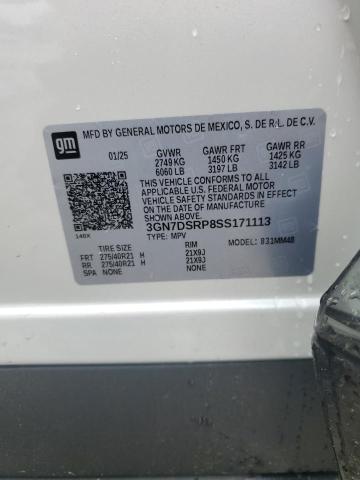 gm
MFD BY GENERAL MOTORS DE MEXICO, S. DE R.L. DE C.V.
01/25 GVWR GAWR FRT GAWR RR
2749 KG 1450 KG 1425 KG
6060 LB 3197 LB 3142 LB
THIS VEHICLE CONFORMS TO ALL
APPLICABLE U.S. FEDERAL MOTOR
VEHICLE SAFETY STANDARDS IN
EFFECT ON THE DATE OF
MANUFACTURE SHOWN ABOVE.
3GN7DSRP8SS171113
148X TYPE: MPV MODEL: 831MM48
TIRE SIZE RIM
FRT 275/40R21 H 21X9J
RR 275/40R21 H 21X9J
SPA NONE NONE